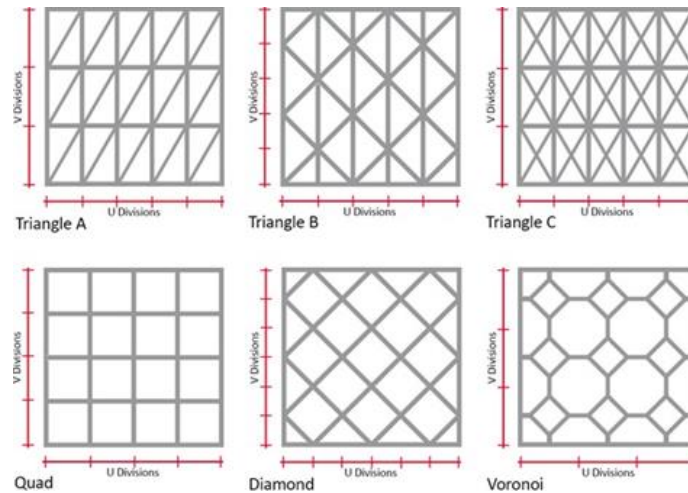 V Divisions
U Divisions
Triangle A
V Divisions
U Divisions
Triangle B
V Divisions
U Divisions
Triangle C
V Divisions
U Divisions
Quad
V Divisions
U Divisions
Diamond
V Divisions
U Divisions
Voronoi